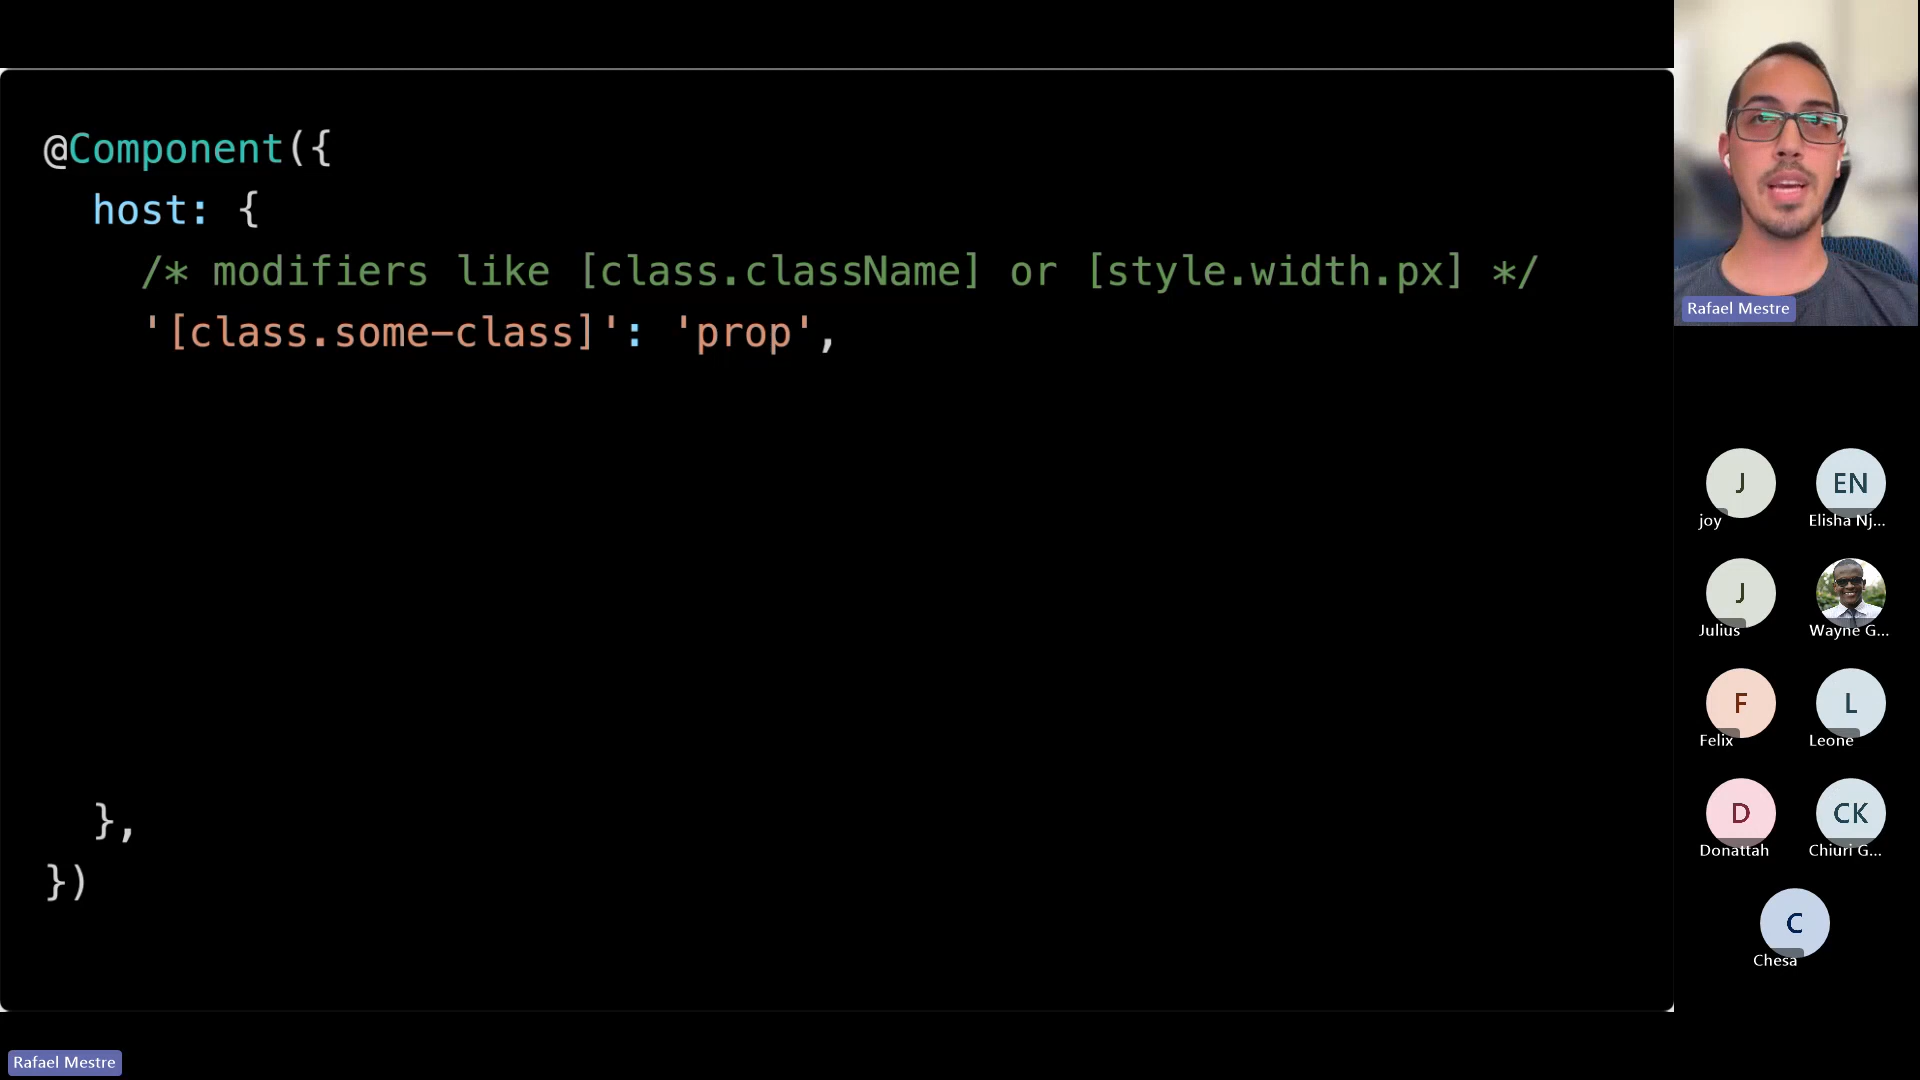 @Component({
host: {
/* modifiers like [class.className] or [style.width.px] */
'[class.some-class]': 'prop',
},
})
Rafael Mestre
J
EN
joy
Elisha Nj...
J
Julius
Wayne G...
F
L
Felix
Leone
D
CK
Donattah
Chiuri G...
C
Chesa
Rafael Mestre